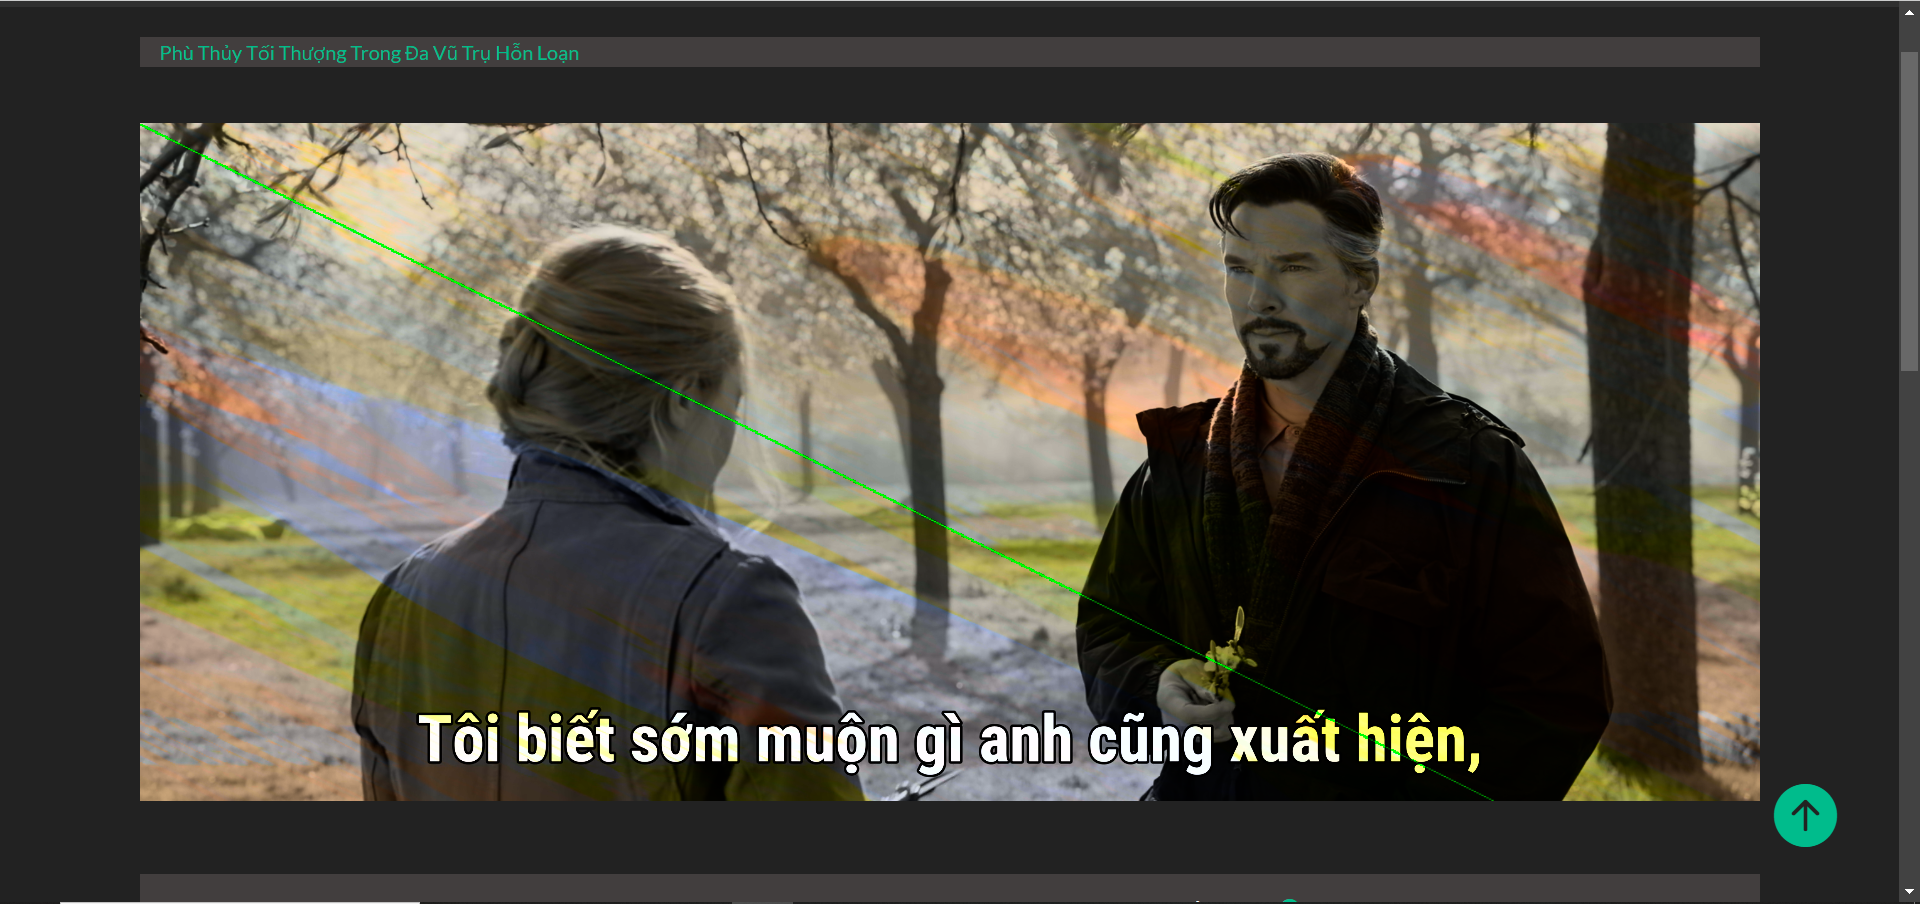 Phù Thủy Tối Thượng Trong Đa Vũ Trụ Hỗn Loạn
Tôi biết sớm muộn gì anh cũng xuất hiện,